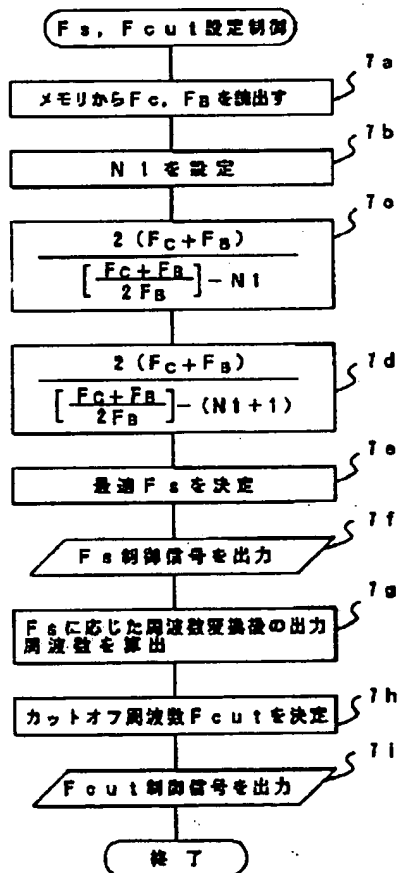 Fs, Fcut設定制御
7a
メモリからFc, FBを読出す
7b
N1を設定
7c
2 (FC+FB)
[FC+FB
2FB] - N1
7d
2 (FC+FB)
[FC+FB
2FB] - (N1+1)
7e
最適Fsを決定
7f
Fs制御信号を出力
7g
Fsに応じた周波数変換後の出力
周波数を算出
7h
カットオフ周波数Fcutを決定
7i
Fcut制御信号を出力
終了